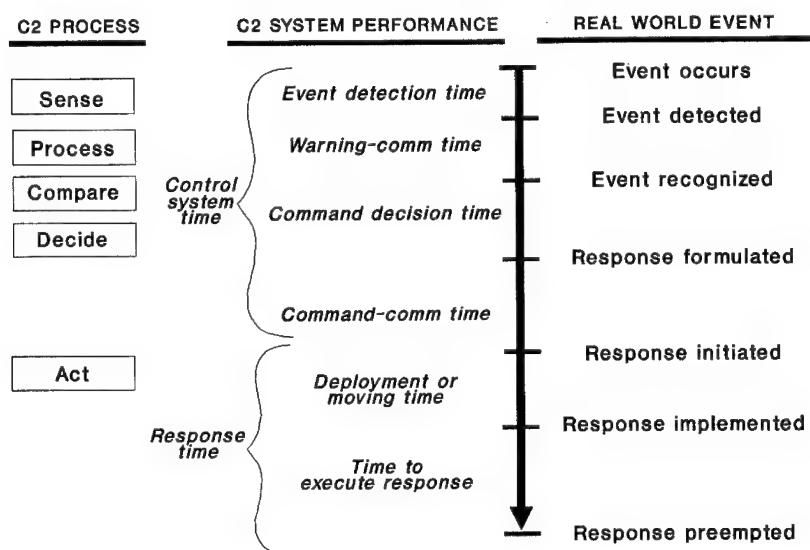 C2 PROCESS
C2 SYSTEM PERFORMANCE
REAL WORLD EVENT
Sense
Process
Compare
Decide
Act
Control
system
time
Response
time
Event detection time
Warning-comm time
Command decision time
Command-comm time
Deployment or
moving time
Time to
execute response
Event occurs
Event detected
Event recognized
Response formulated
Response initiated
Response implemented
Response preempted